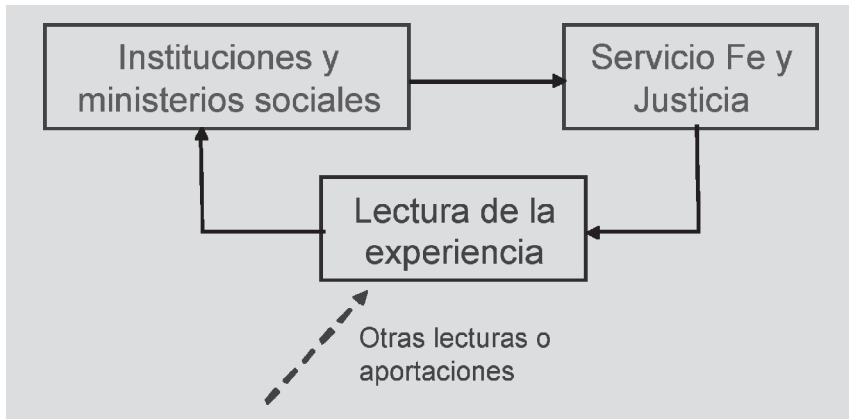 Instituciones y
ministerios sociales
Servicio Fe y
Justicia
Lectura de la
experiencia
Otras lecturas o
aportaciones